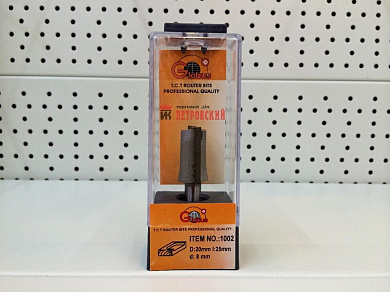 T.C.T ROUTER BITS
PROFESSIONAL QUALITY
ПЕТРОВСКИЙ
T.C.T ROUTER BITS PROFESSIONAL QUALITY
ITEM NO.:1002
D:20mm l:25mm
d: 8 mm